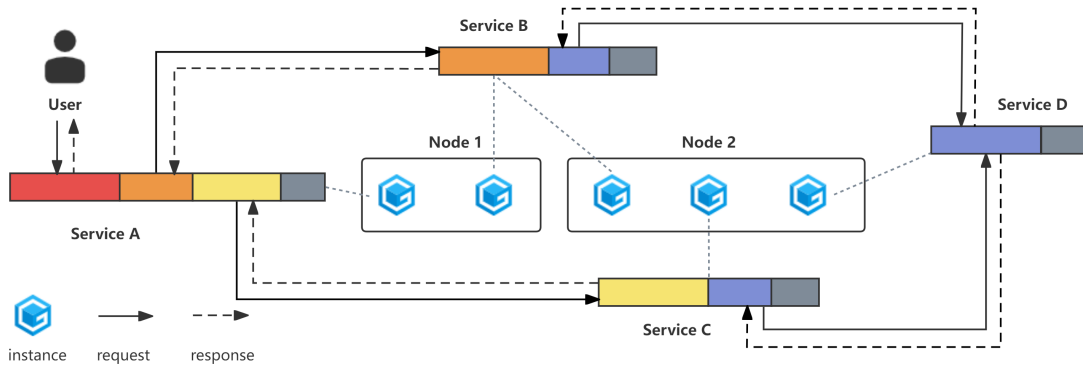 Service B
User
Service D
Node 1
Node 2
Service A
Service C
instance
request
response